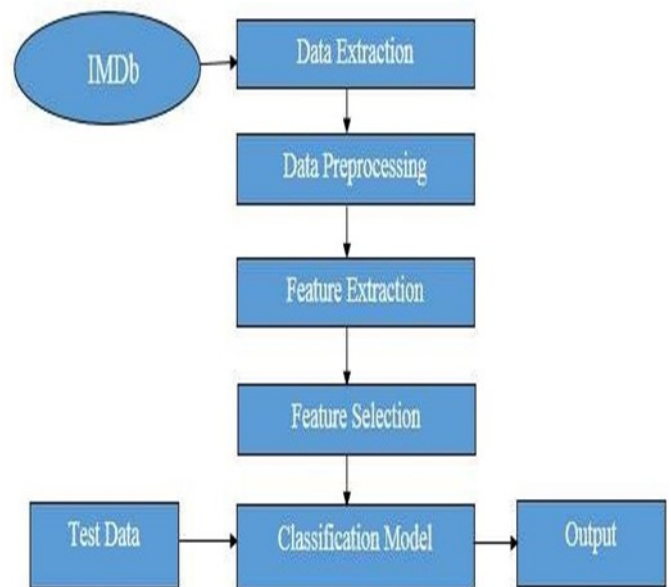 IMDb
Data Extraction
Data Preprocessing
Feature Extraction
Feature Selection
Test Data
Classification Model
Output